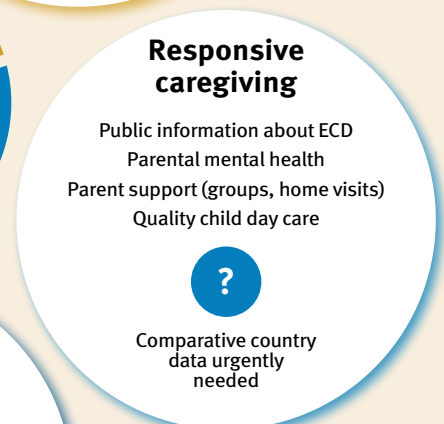 Responsive
caregiving
Public information about ECD
Parental mental health
Parent support (groups, home visits)
Quality child day care
?
Comparative country
data urgently
needed